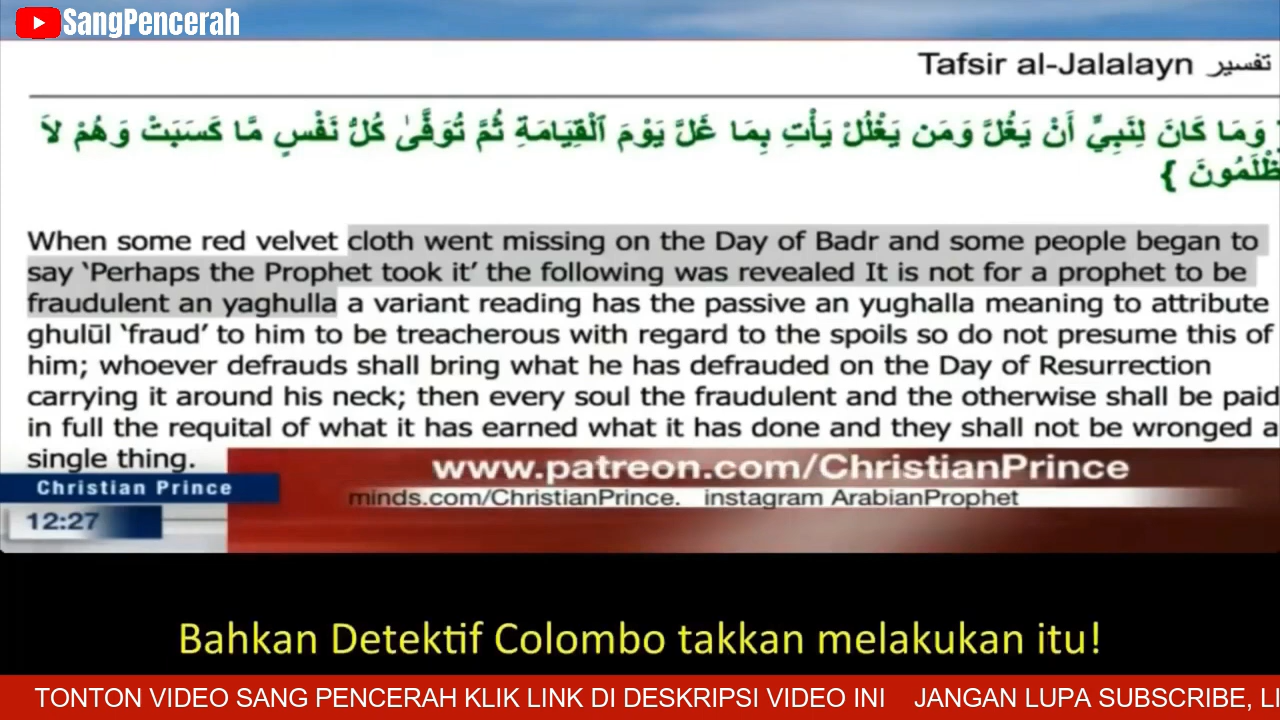 SangPencerah
Tafsir al-Jalalayn تفسير
وَمَا كَانَ لِنَبِيٍّ أَنْ يَغُلَّ وَمَن يَغْلُلْ يَأْتِ بِمَا غَلَّ يَوْمَ ٱلْقِيَامَةِ ثُمَّ تُوَفَّىٰ كُلُّ نَفْسٍ مَّا كَسَبَتْ وَهُمْ لاَ
ظْلَمُونَ }
When some red velvet cloth went missing on the Day of Badr and some people began to
say ‘Perhaps the Prophet took it’ the following was revealed It is not for a prophet to be
fraudulent an yaghulla a variant reading has the passive an yughalla meaning to attribute
ghulūl ‘fraud’ to him to be treacherous with regard to the spoils so do not presume this of
him; whoever defrauds shall bring what he has defrauded on the Day of Resurrection
carrying it around his neck; then every soul the fraudulent and the otherwise shall be paid
in full the requital of what it has earned what it has done and they shall not be wronged a
single thing.
www.patreon.com/ChristianPrince
Christian Prince
minds.com/ChristianPrince. instagram ArabianProphet
12:27
Bahkan Detektif Colombo takkan melakukan itu!
TONTON VIDEO SANG PENCERAH KLIK LINK DI DESKRIPSI VIDEO INI JANGAN LUPA SUBSCRIBE, LI